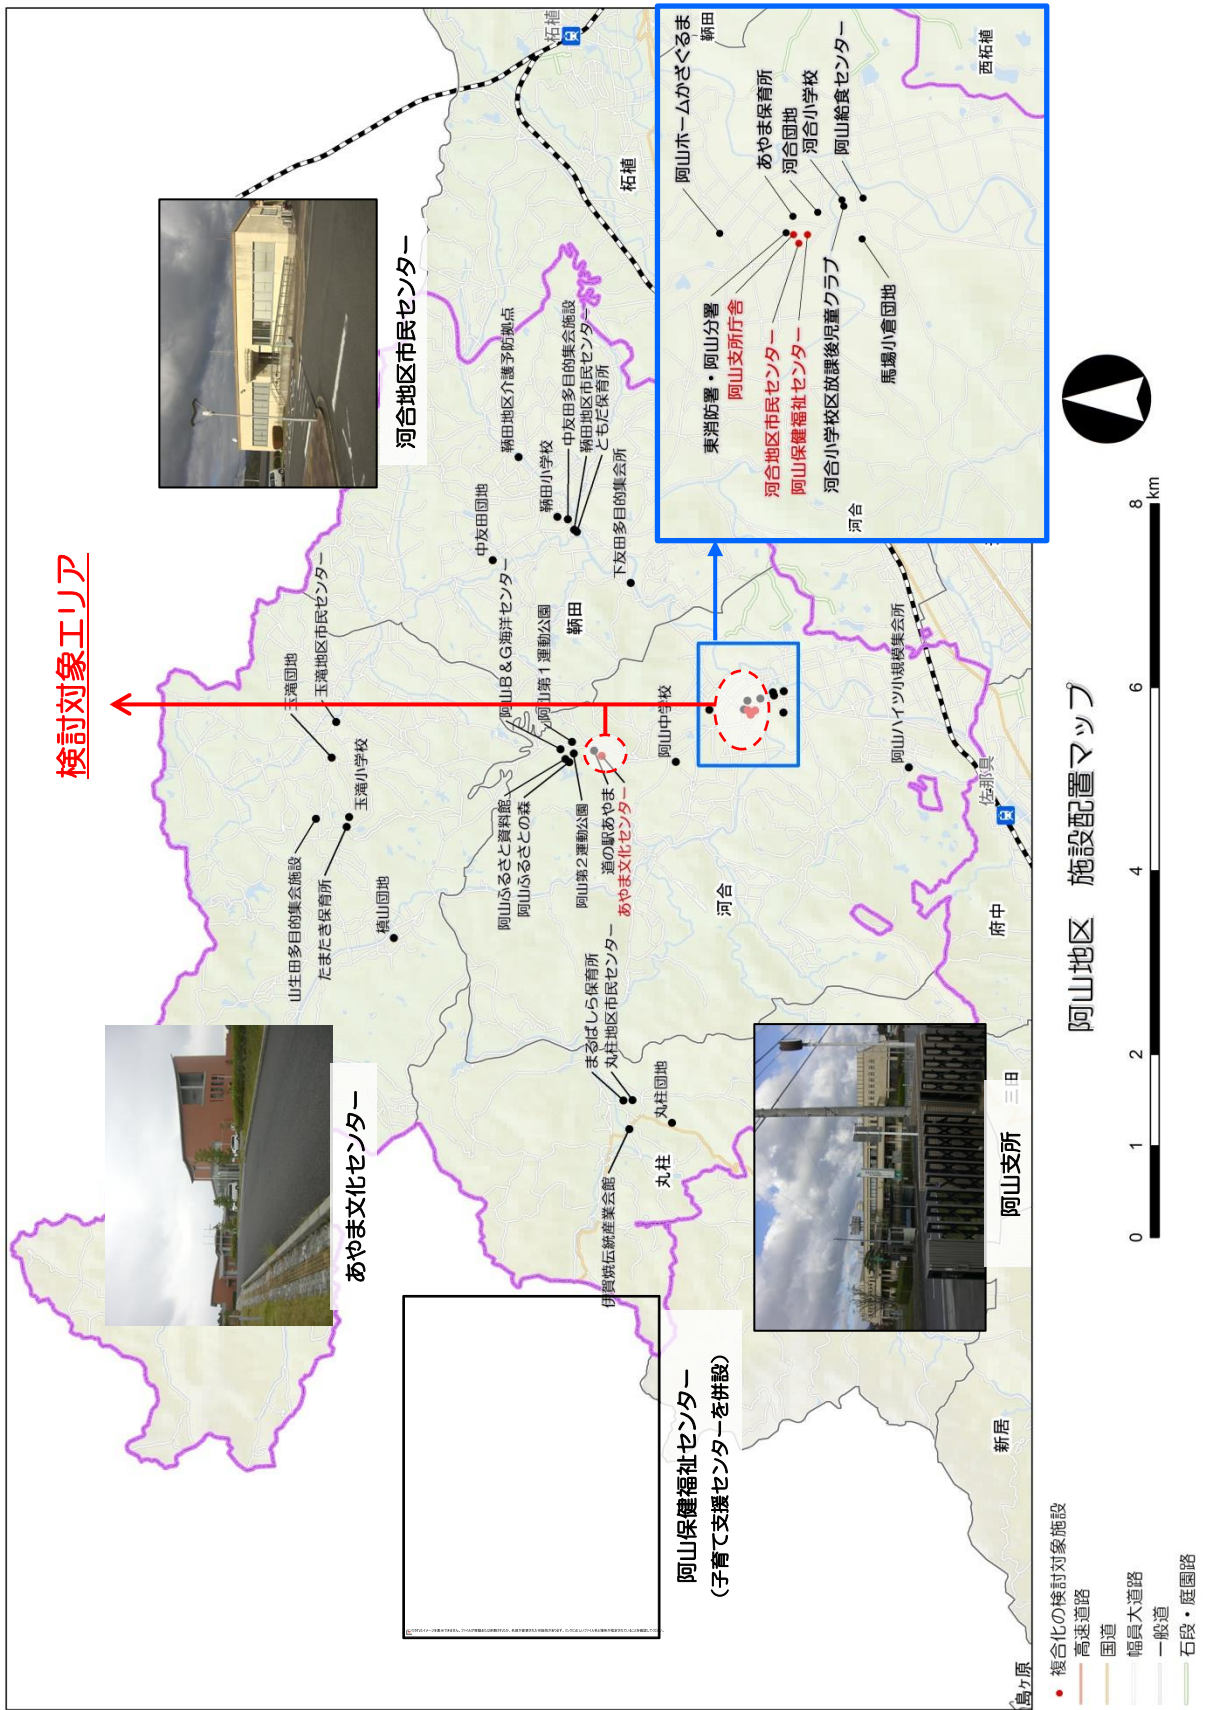 検討対象エリア
河合地区市民センター
あやま文化センター
阿山保健福祉センター
(子育て支援センターを併設)
阿山支所
玉滝団地
玉滝地区市民センター
玉滝小学校
山生田多目的集会施設
たまたき保育所
槙山団地
中友田団地
鞆田地区介護予防拠点
鞆田小学校
中友田多目的集会施設
鞆田地区市民センター
ともだ保育所
下友田多目的集会所
鞆田
阿山B&G海洋センター
阿山第1運動公園
阿山ふるさと資料館
阿山ふるさとの森
阿山第2運動公園
道の駅あやま
あやま文化センター
阿山中学校
河合
まるばしら保育所
丸柱地区市民センター
丸柱団地
伊賀焼伝統産業会館
丸柱
阿山ハイツ小規模集会所
佐那具
府中
三田
新居
島ヶ原
柘植
柘植
鞆田
西柘植
河合
阿山ホームかざぐるま
あやま保育所
河合団地
河合小学校
阿山給食センター
東消防署・阿山分署
阿山支所庁舎
河合地区市民センター
阿山保健福祉センター
河合小学校区放課後児童クラブ
馬場小倉団地
阿山地区 施設配置マップ
0 1 2 4 6 8
km
複合化の検討対象施設
高速道路
国道
幅員大道路
一般道
石段・庭園路